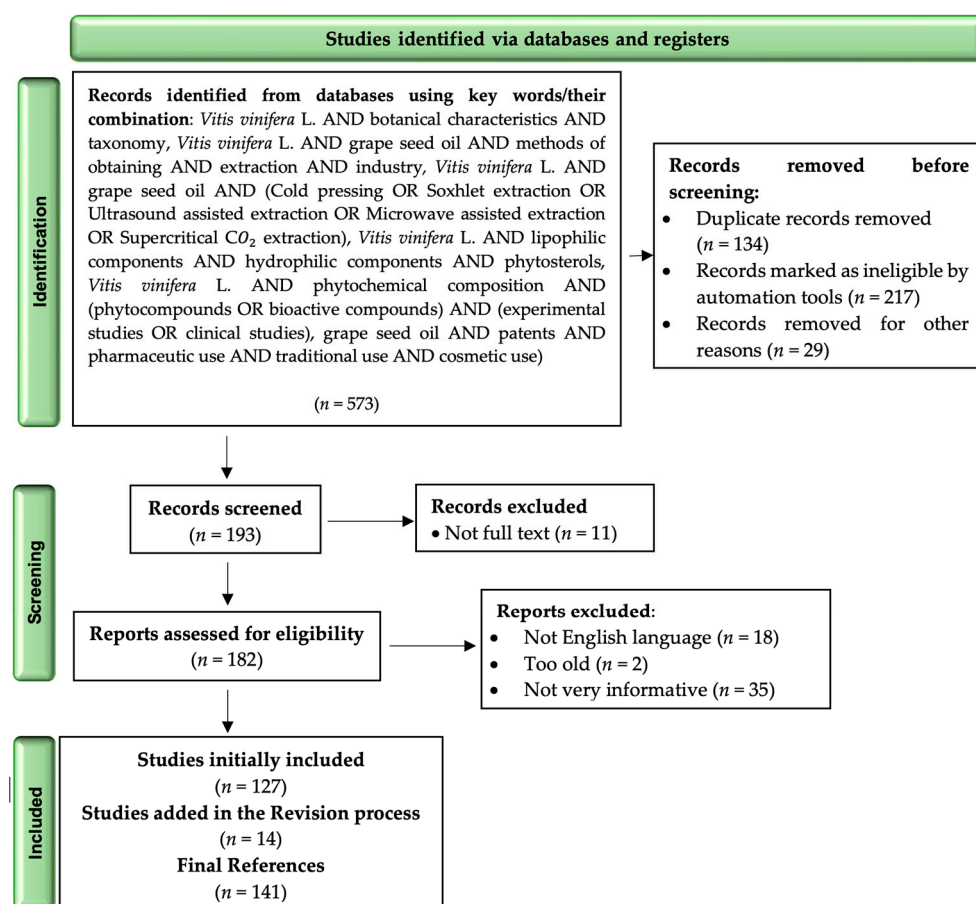 Studies identified via databases and registers
Identification
Records identified from databases using key words/their
combination: Vitis vinifera L. AND botanical characteristics AND
taxonomy, Vitis vinifera L. AND grape seed oil AND methods of
obtaining AND extraction AND industry, Vitis vinifera L. AND
grape seed oil AND (Cold pressing OR Soxhlet extraction OR
Ultrasound assisted extraction OR Microwave assisted extraction
OR Supercritical CO₂ extraction), Vitis vinifera L. AND lipophilic
components AND hydrophilic components AND phytosterols,
Vitis vinifera L. AND phytochemical composition AND
(phytocompounds OR bioactive compounds) AND (experimental
studies OR clinical studies), grape seed oil AND patents AND
pharmaceutic use AND traditional use AND cosmetic use)
(n = 573)
Records removed before
screening:
• Duplicate records removed
(n = 134)
• Records marked as ineligible by
automation tools (n = 217)
• Records removed for other
reasons (n = 29)
Screening
Records screened
(n = 193)
Records excluded
• Not full text (n = 11)
Reports assessed for eligibility
(n = 182)
Reports excluded:
• Not English language (n = 18)
• Too old (n = 2)
• Not very informative (n = 35)
Included
Studies initially included
(n = 127)
Studies added in the Revision process
(n = 14)
Final References
(n = 141)